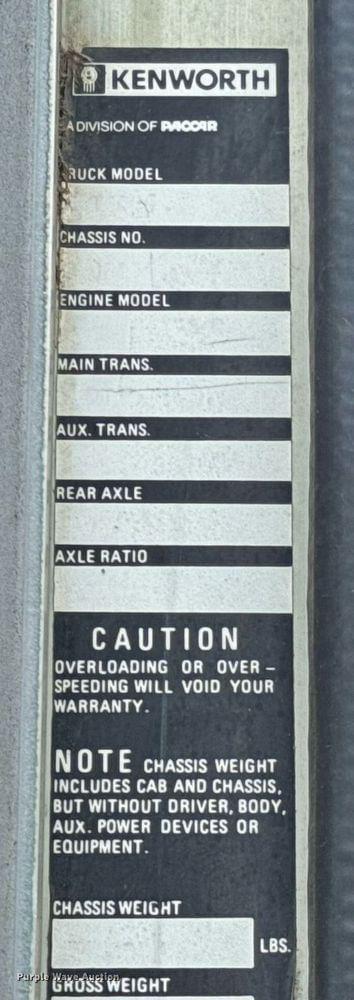 KENWORTH
A DIVISION OF PACCAR
RUCK MODEL
CHASSIS NO.
ENGINE MODEL
MAIN TRANS.
AUX. TRANS.
REAR AXLE
AXLE RATIO
CAUTION
OVERLOADING OR OVER-
SPEEDING WILL VOID YOUR
WARRANTY.
NOTE CHASSIS WEIGHT
INCLUDES CAB AND CHASSIS,
BUT WITHOUT DRIVER, BODY,
AUX. POWER DEVICES OR
EQUIPMENT.
CHASSIS WEIGHT
LBS.
Purple Wave Auction
GROSS WEIGHT